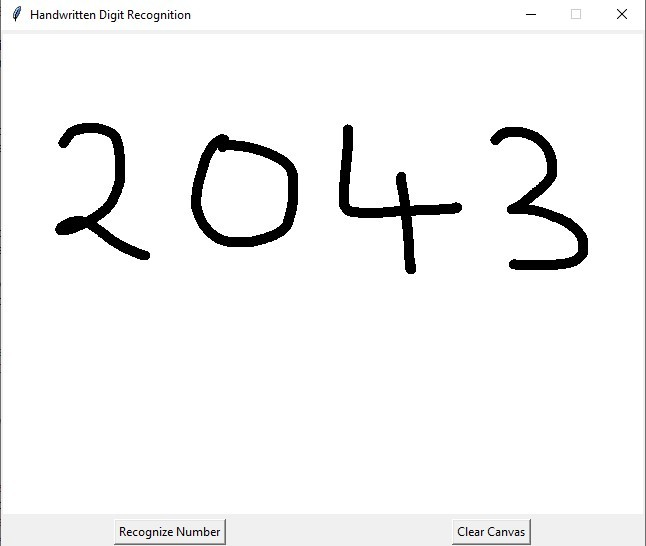 Handwritten Digit Recognition
2043
Recognize Number
Clear Canvas